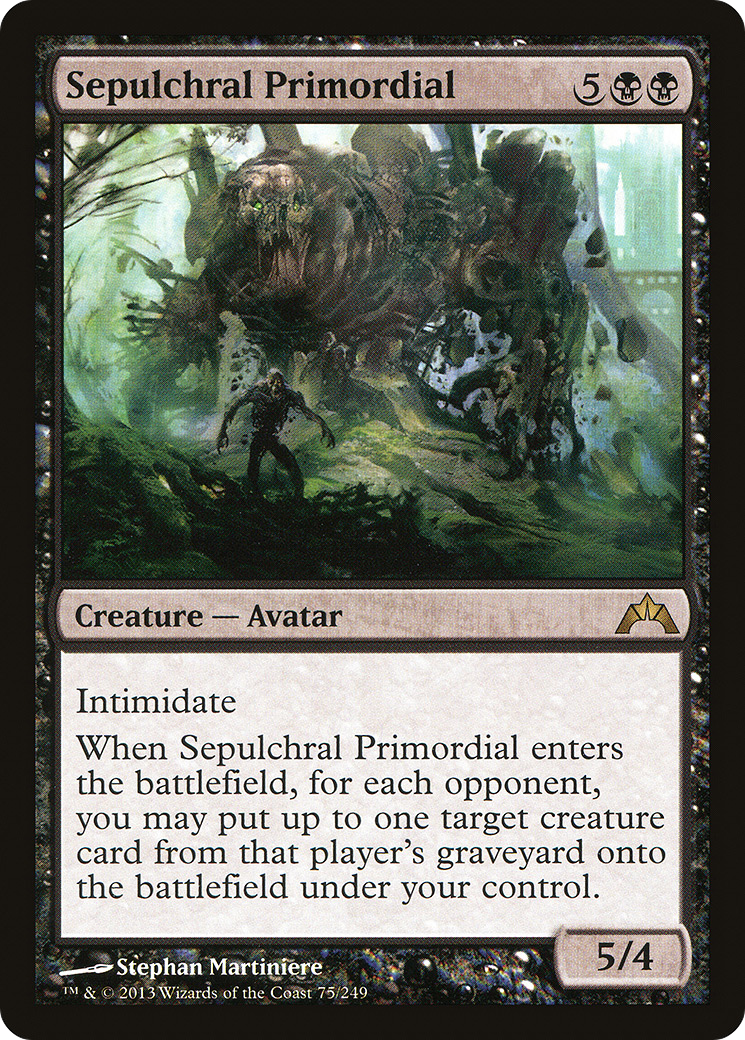 Sepulchral Primordial 5
Creature — Avatar
Intimidate
When Sepulchral Primordial enters
the battlefield, for each opponent,
you may put up to one target creature
card from that player's graveyard onto
the battlefield under your control.
5/4
Stephan Martiniere
™ & © 2013 Wizards of the Coast 75/249